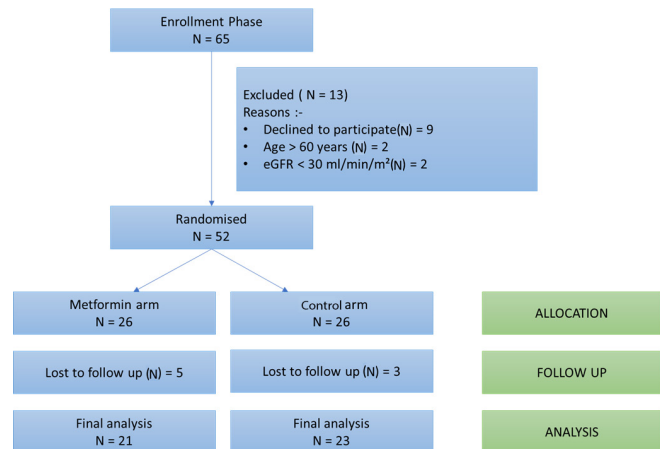 Enrollment Phase
N = 65
Excluded ( N = 13)
Reasons :-
• Declined to participate(N) = 9
• Age > 60 years (N) = 2
• eGFR < 30 ml/min/m²(N) = 2
Randomised
N = 52
Metformin arm
N = 26
Control arm
N = 26
ALLOCATION
Lost to follow up (N) = 5
Lost to follow up (N) = 3
FOLLOW UP
Final analysis
N = 21
Final analysis
N = 23
ANALYSIS